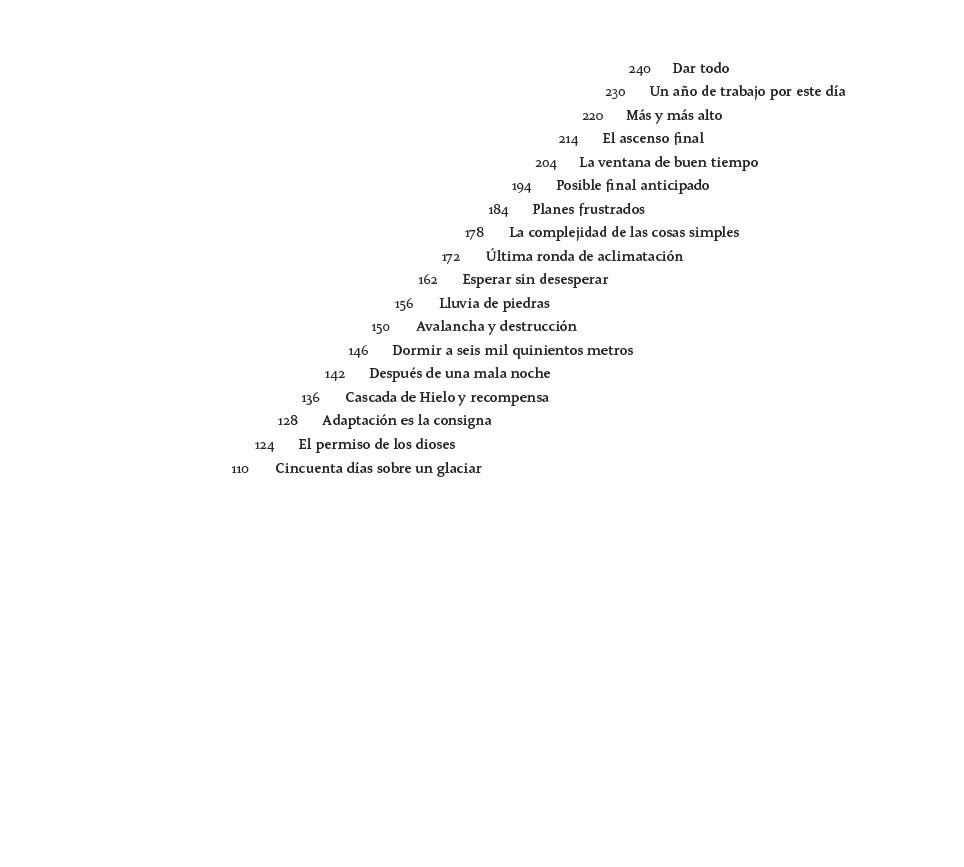 240 Dar todo
230 Un año de trabajo por este día
220 Más y más alto
214 El ascenso final
204 La ventana de buen tiempo
194 Posible final anticipado
184 Planes frustrados
178 La complejidad de las cosas simples
172 Última ronda de aclimatación
162 Esperar sin desesperar
156 Lluvia de piedras
150 Avalancha y destrucción
146 Dormir a seis mil quinientos metros
142 Después de una mala noche
136 Cascada de Hielo y recompensa
128 Adaptación es la consigna
124 El permiso de los dioses
110 Cincuenta días sobre un glaciar